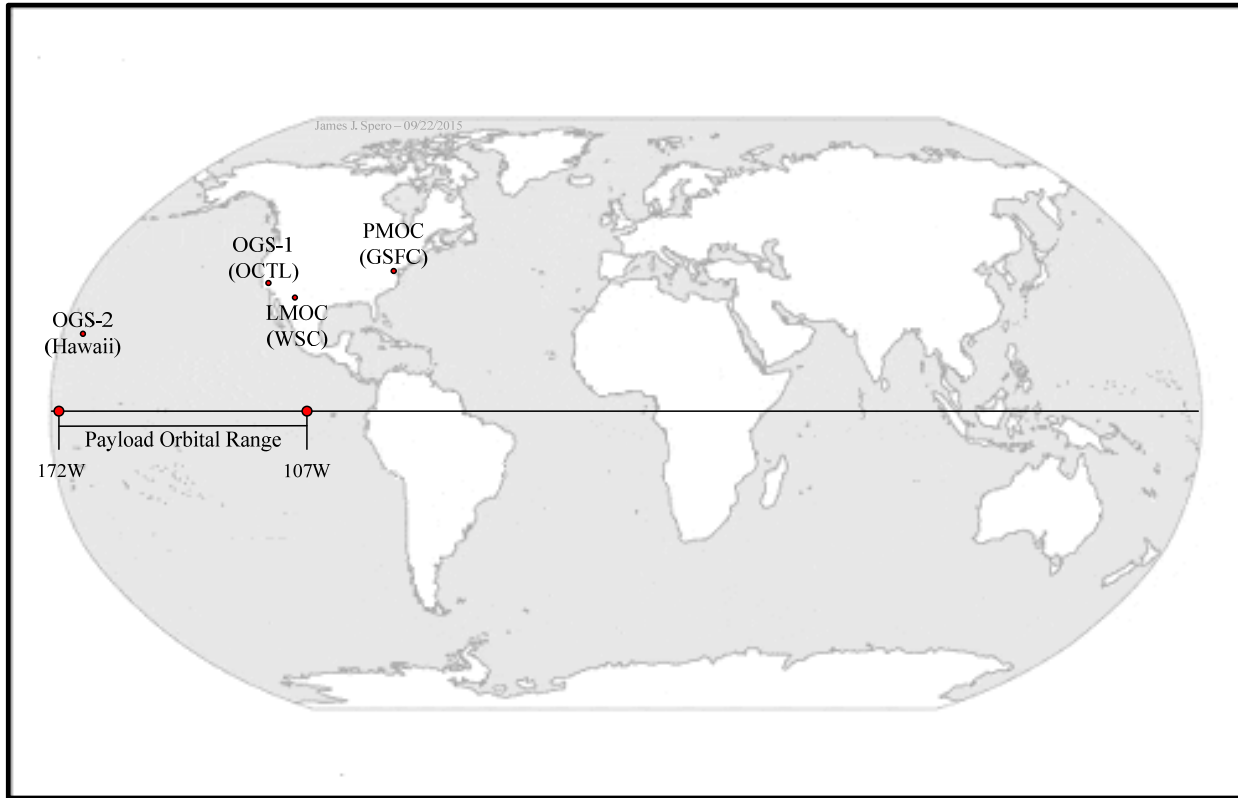 James J. Spero – 09/22/2015
PMOC
(GSFC)
OGS-1
(OCTL)
LMOC
(WSC)
OGS-2
(Hawaii)
Payload Orbital Range
172W
107W